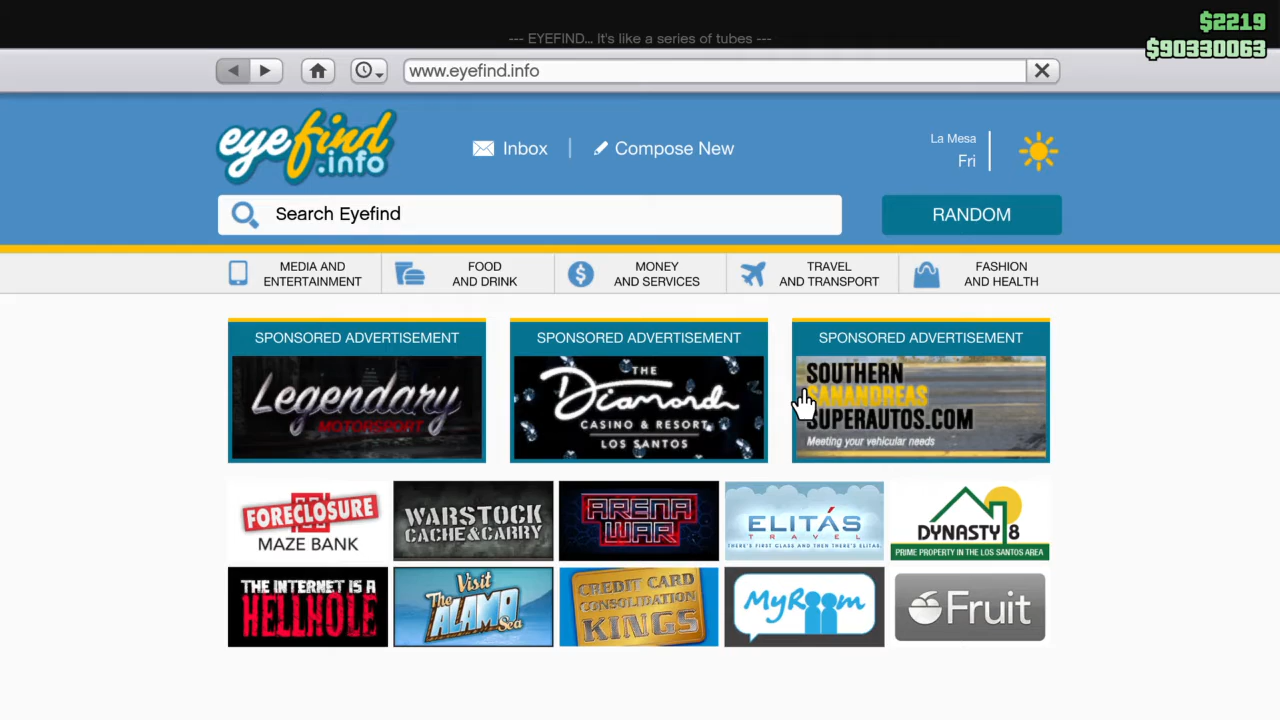 $2219
--- EYEFIND... It's like a series of tubes ---
$90330063
www.eyefind.info
eyefind
.info
Inbox
Compose New
La Mesa
Fri
Search Eyefind
RANDOM
MEDIA AND
ENTERTAINMENT
FOOD
AND DRINK
MONEY
AND SERVICES
TRAVEL
AND TRANSPORT
FASHION
AND HEALTH
SPONSORED ADVERTISEMENT
Legendary
MOTORSPORT
SPONSORED ADVERTISEMENT
THE
Diamond
CASINO & RESORT
LOS SANTOS
SPONSORED ADVERTISEMENT
SOUTHERN
SANANDREAS
SUPERAUTOS.COM
Meeting your vehicular needs
FORECLOSURE
MAZE BANK
WARSTOCK
CACHE&CARRY
ARENA
WAR
ELITÁS
TRAVEL
THERE'S FIRST CLASS AND THEN THERE'S ELITAS.
DYNASTY 8
PRIME PROPERTY IN THE LOS SANTOS AREA
THE INTERNET IS A
HELLHOLE
Visit
The
ALAMO
Sea
CREDIT CARD
CONSOLIDATION
KINGS
MyRoom
Fruit